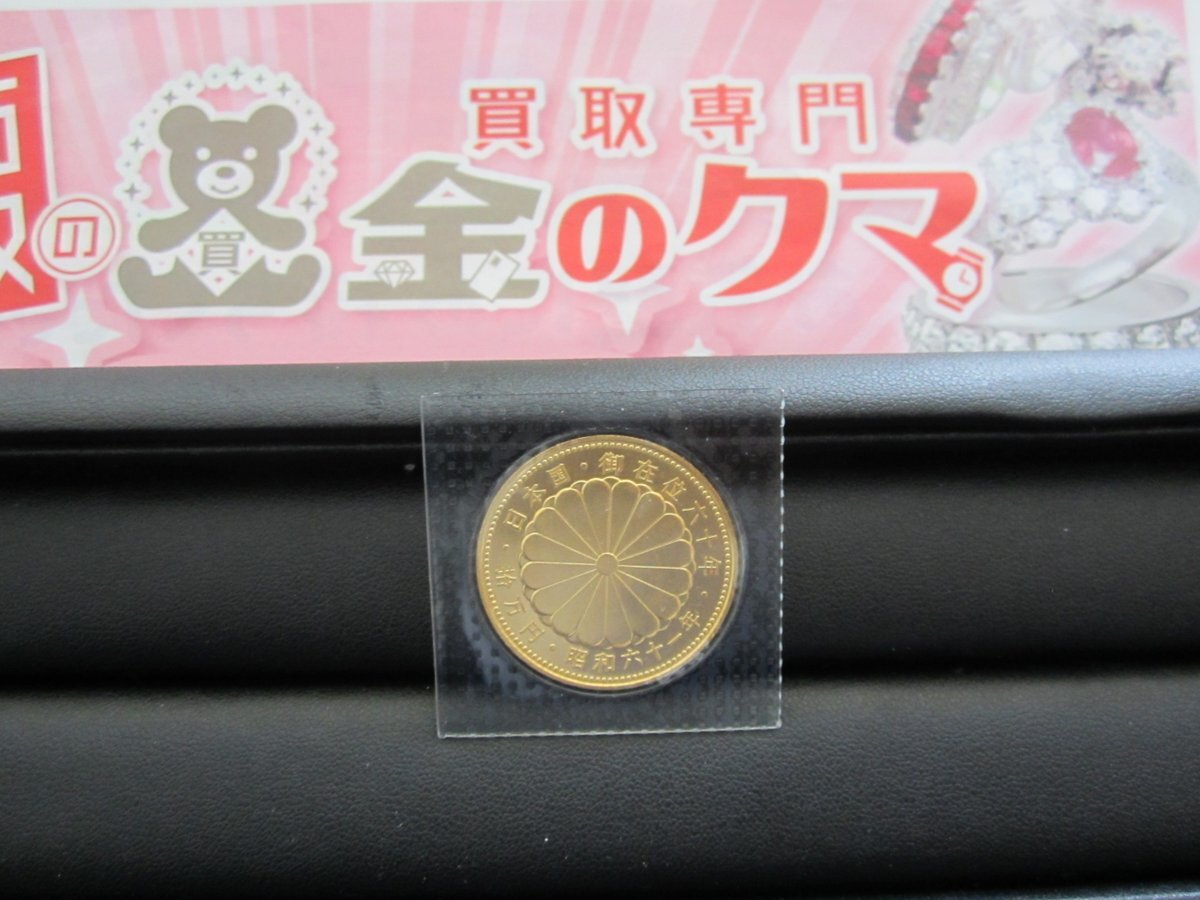 買取専門
の
買
金のクマ
日本国・御在位六十年・
拾万円・昭和六十二年・